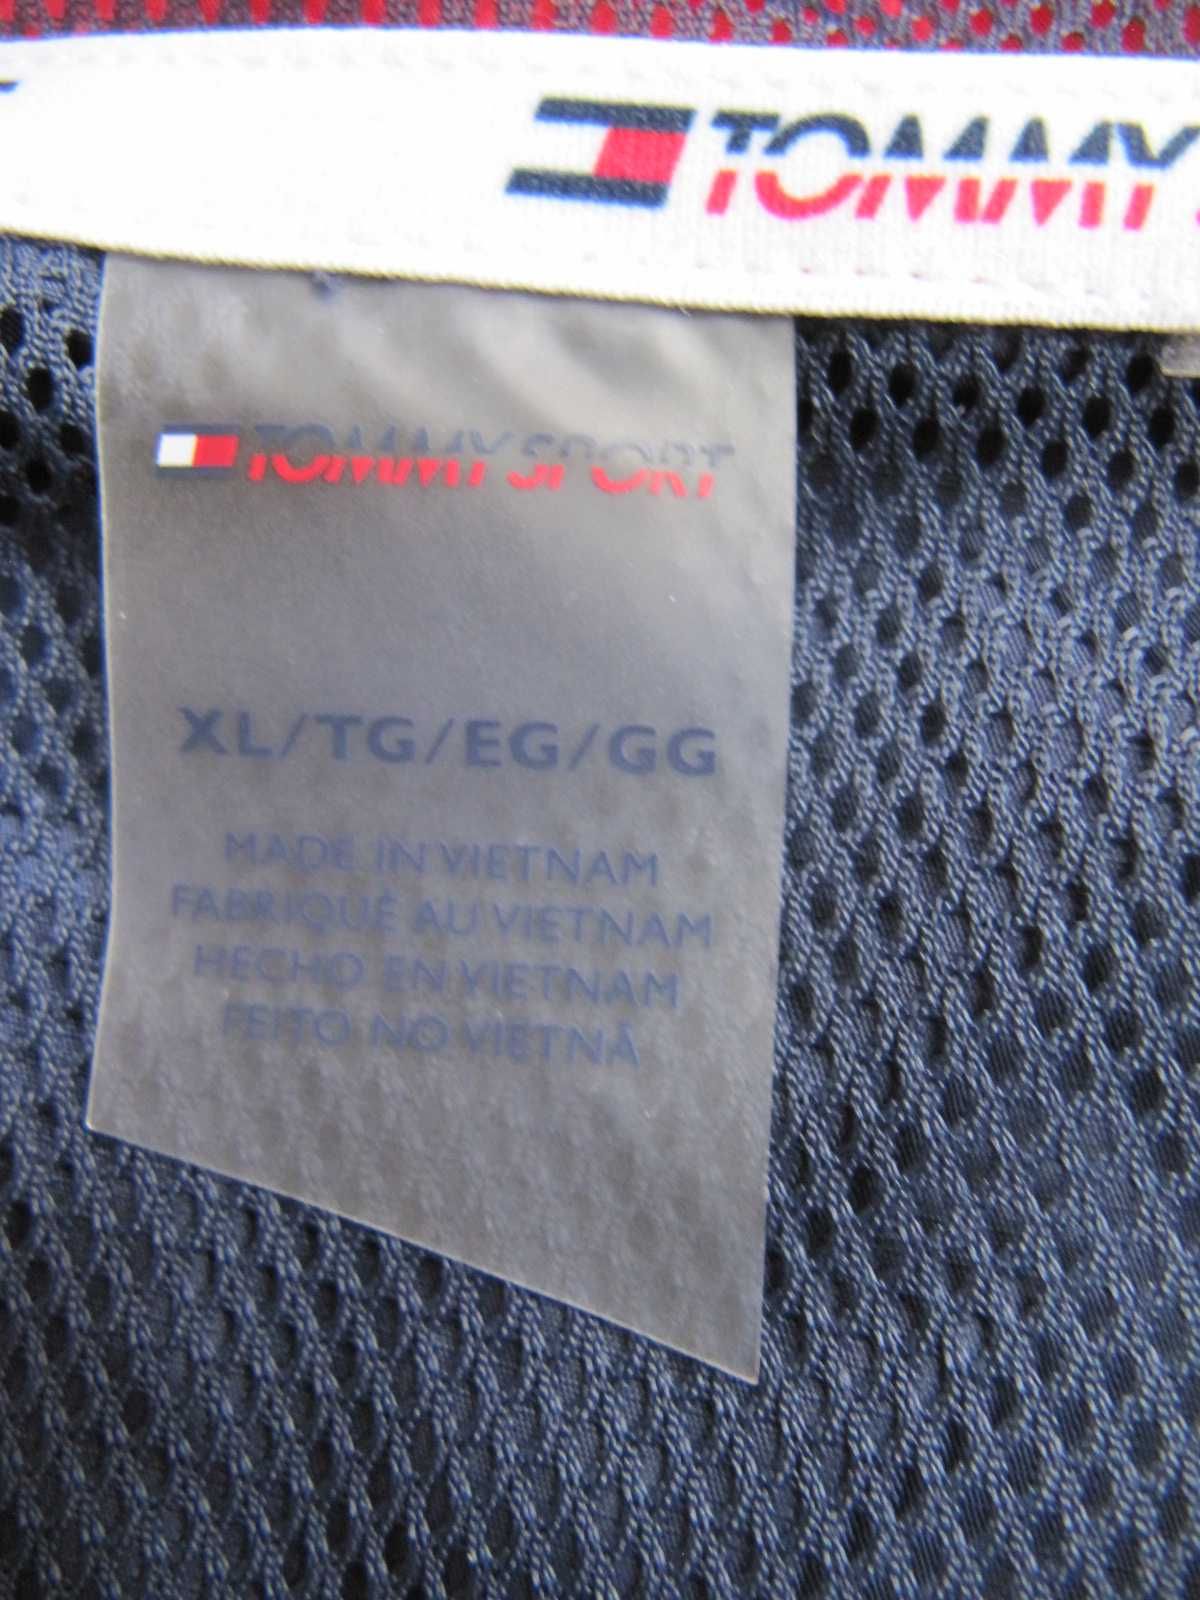 TOMMY
TOMMY SPORT
XL/TG/EG/GG
MADE IN VIETNAM
FABRIQUÉ AU VIETNAM
HECHO EN VIETNAM
FEITO NO VIETNÃ